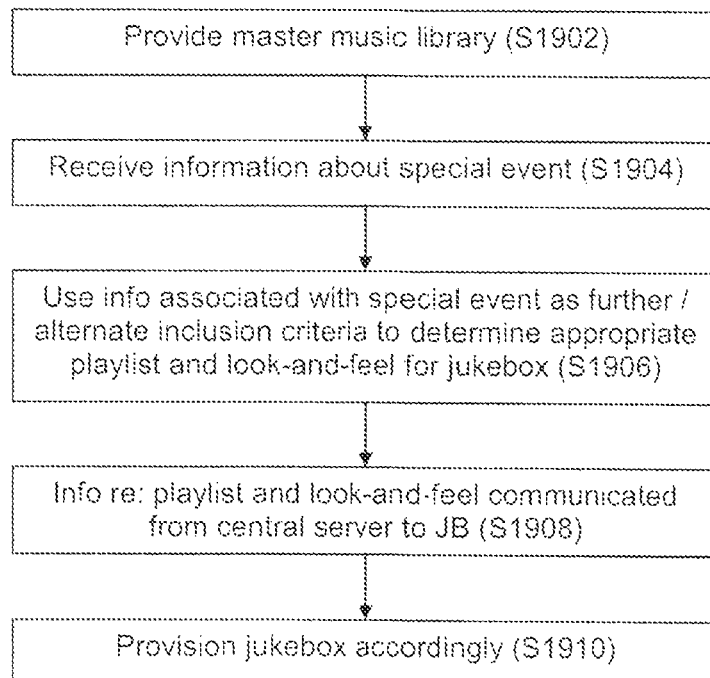 Provide master music library (S1902)
Receive information about special event (S1904)
Use info associated with special event as further /
alternate inclusion criteria to determine appropriate
playlist and look-and-feel for jukebox (S1906)
Info re: playlist and look-and-feel communicated
from central server to JB (S1908)
Provision jukebox accordingly (S1910)